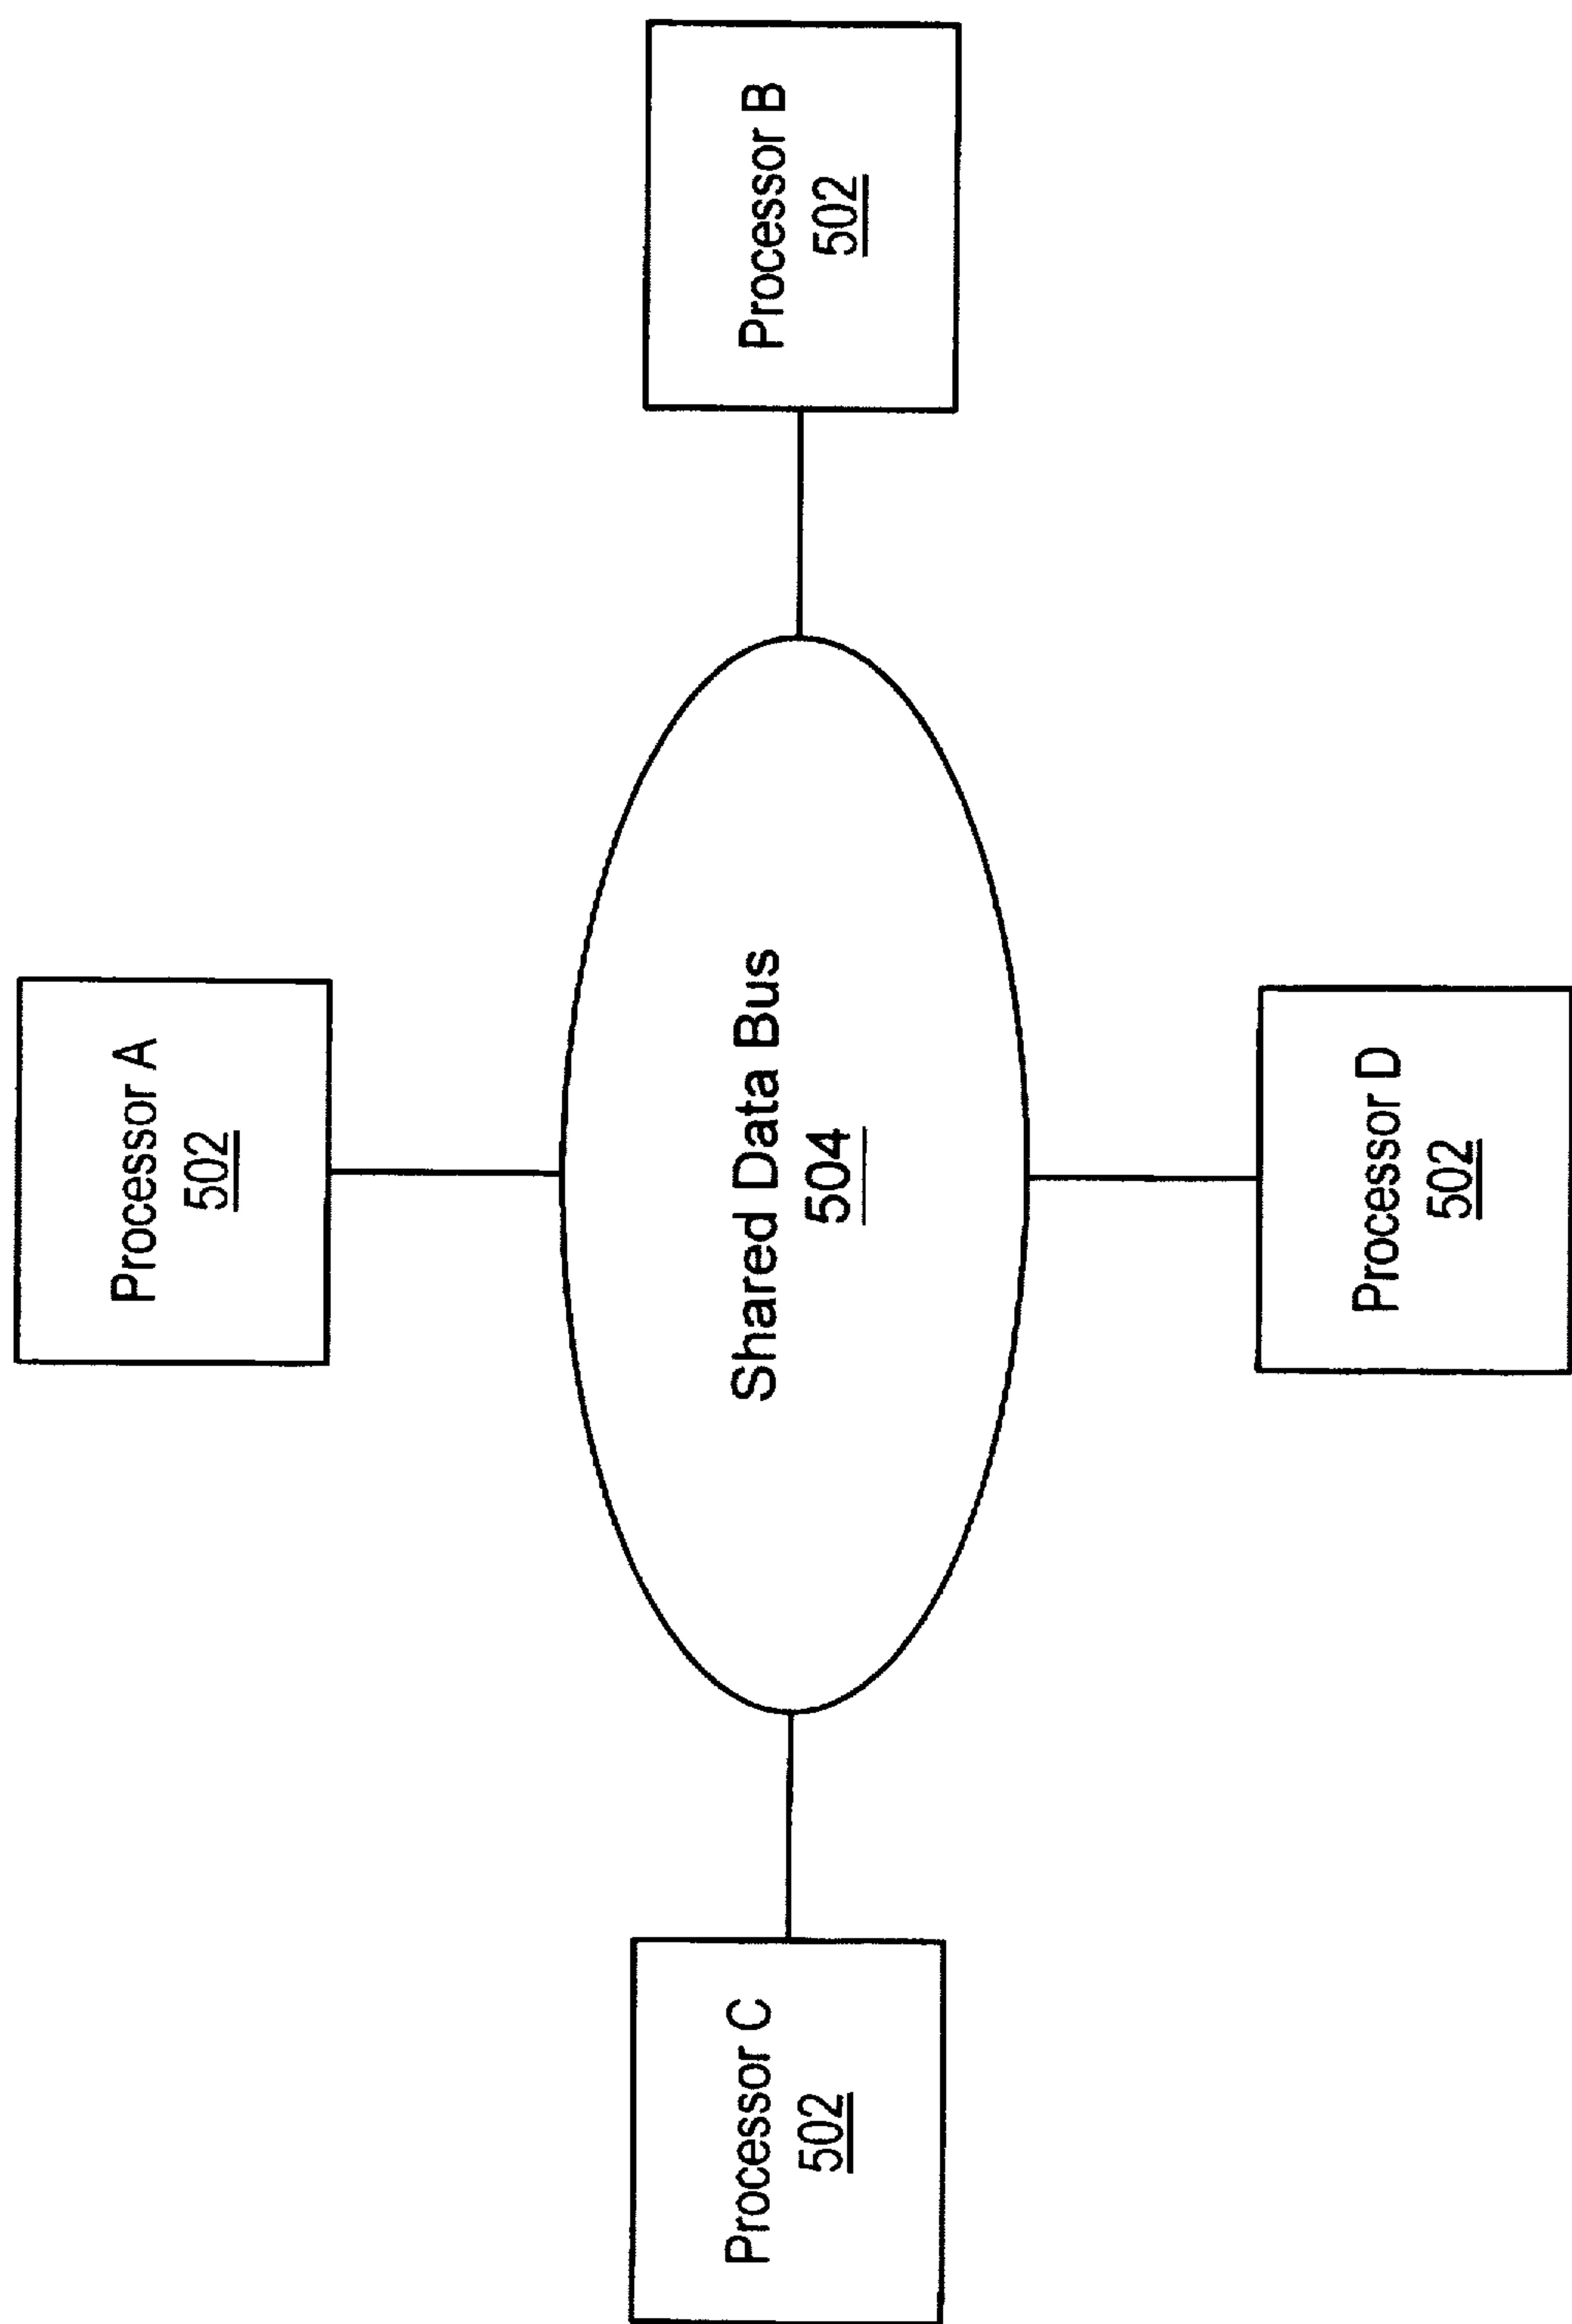 Processor A
502
Processor C
502
Shared Data Bus
504
Processor B
502
Processor D
502